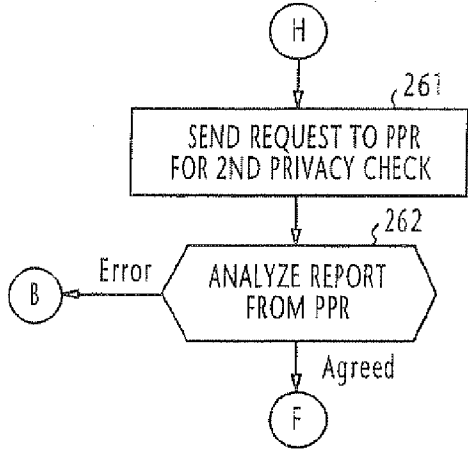 H
261
SEND REQUEST TO PPR
FOR 2ND PRIVACY CHECK
262
Error
B
ANALYZE REPORT
FROM PPR
Agreed
F